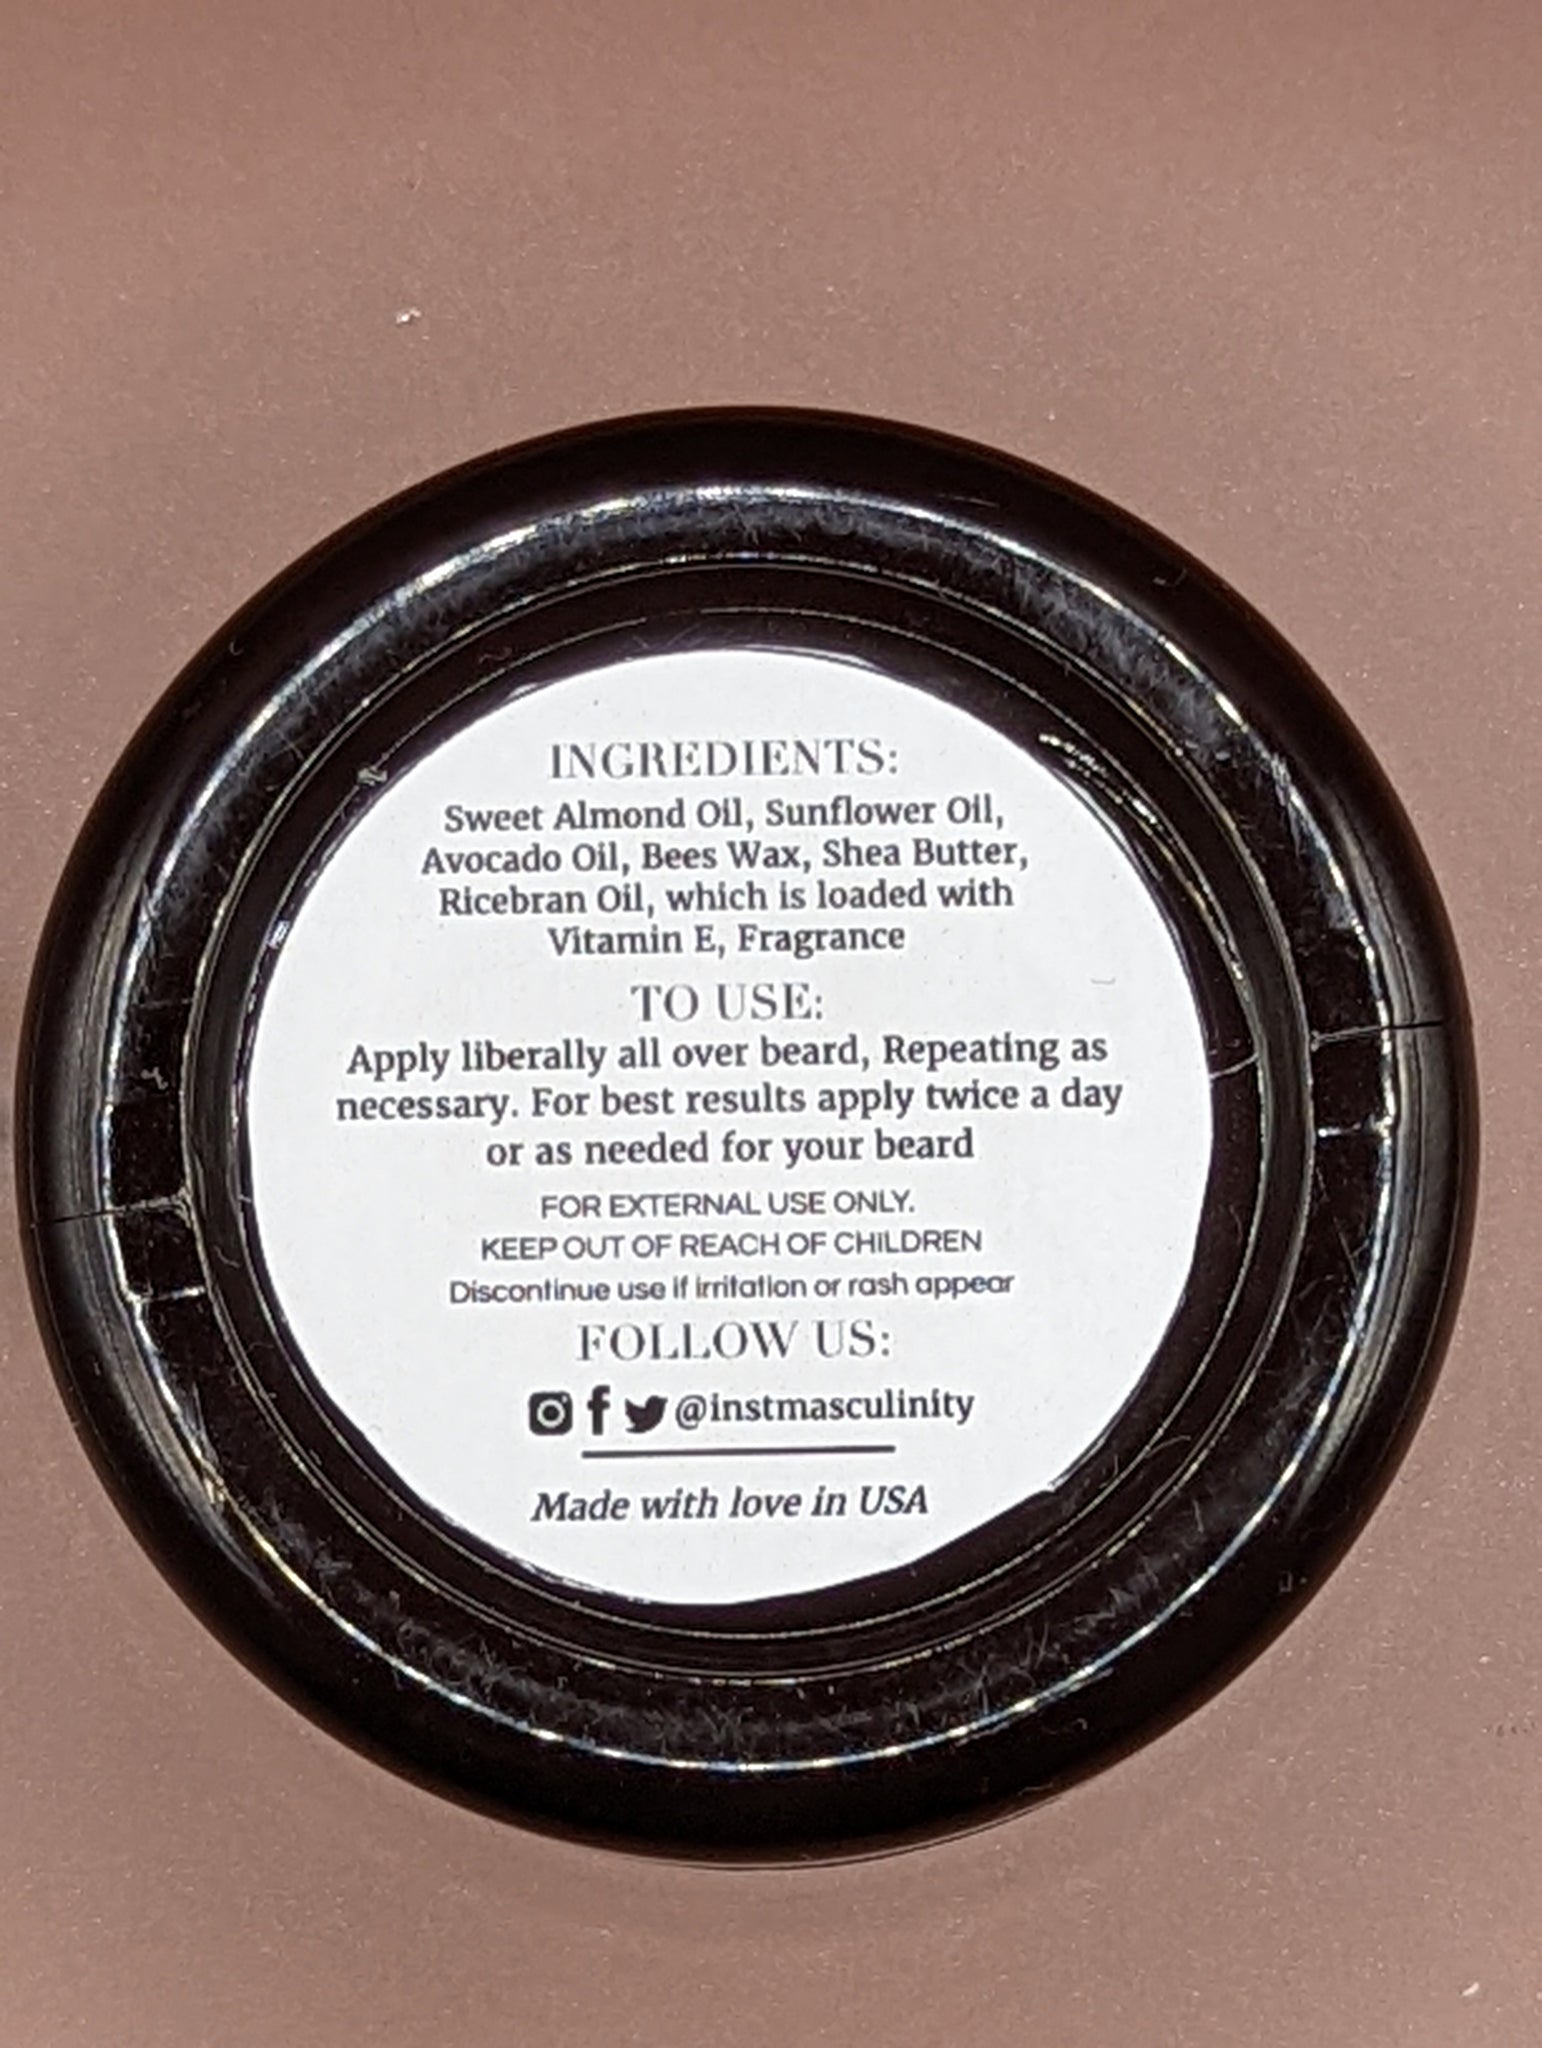 INGREDIENTS:
Sweet Almond Oil, Sunflower Oil,
Avocado Oil, Bees Wax, Shea Butter,
Ricebran Oil, which is loaded with
Vitamin E, Fragrance
TO USE:
Apply liberally all over beard, Repeating as
necessary. For best results apply twice a day
or as needed for your beard
FOR EXTERNAL USE ONLY.
KEEP OUT OF REACH OF CHILDREN
Discontinue use if irritation or rash appear
FOLLOW US:
@instmasculinity
Made with love in USA